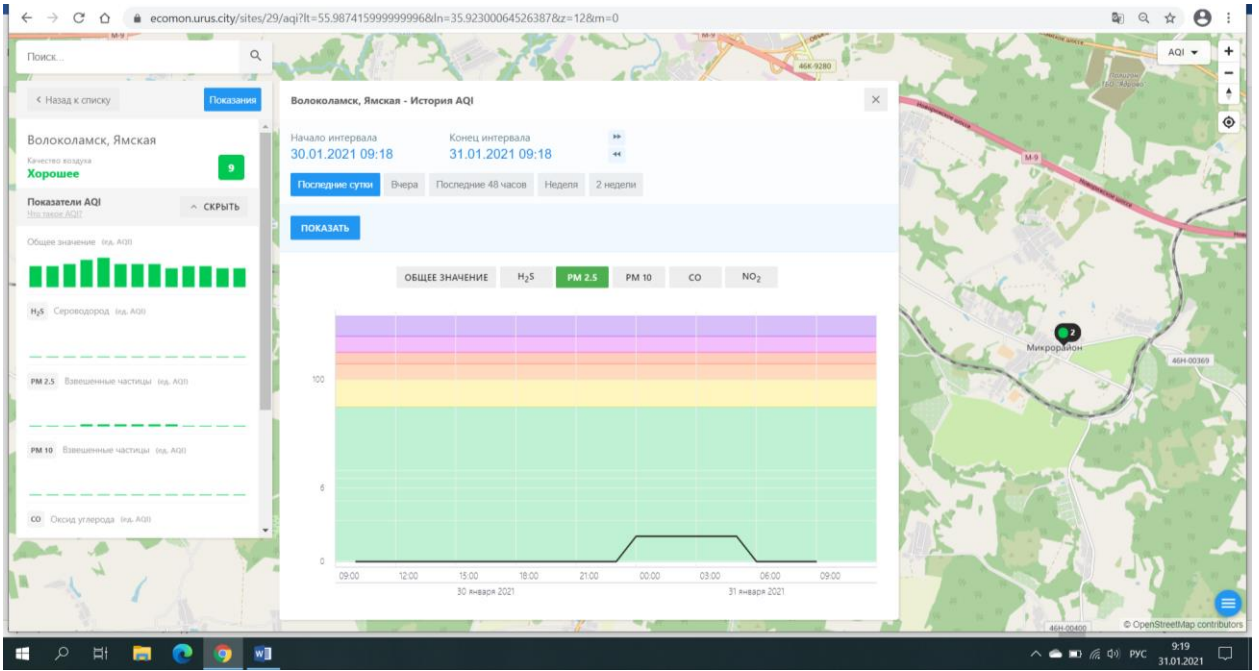 ecomon.urus.city/sites/29/aqi?lt=55.987415999999996&ln=35.92300064526387&z=12&m=0
Поиск...
М-9
М-9
46К-9280
AQI
+
−
Назад к списку
Показания
Волоколамск, Ямская - История AQI
×
Волоколамск, Ямская
Качество воздуха
Хорошее
9
Начало интервала
Конец интервала
30.01.2021 09:18
31.01.2021 09:18
Последние сутки
Вчера
Последние 48 часов
Неделя
2 недели
Показатели AQI
Что такое AQI?
СКРЫТЬ
ПОКАЗАТЬ
Общее значение (ед. AQI)
ОБЩЕЕ ЗНАЧЕНИЕ
H₂S
PM 2.5
PM 10
CO
NO₂
H₂S Сероводород (ед. AQI)
PM 2.5 Взвешенные частицы (ед. AQI)
PM 10 Взвешенные частицы (ед. AQI)
CO Оксид углерода (ед. AQI)
100
6
0
09:00 12:00 15:00 18:00 21:00 00:00 03:00 06:00 09:00
30 января 2021
31 января 2021
М-9
Новорижское шоссе
2
Микрорайон
46Н-00369
46Н-00400
© OpenStreetMap contributors
РУС
9:19
31.01.2021